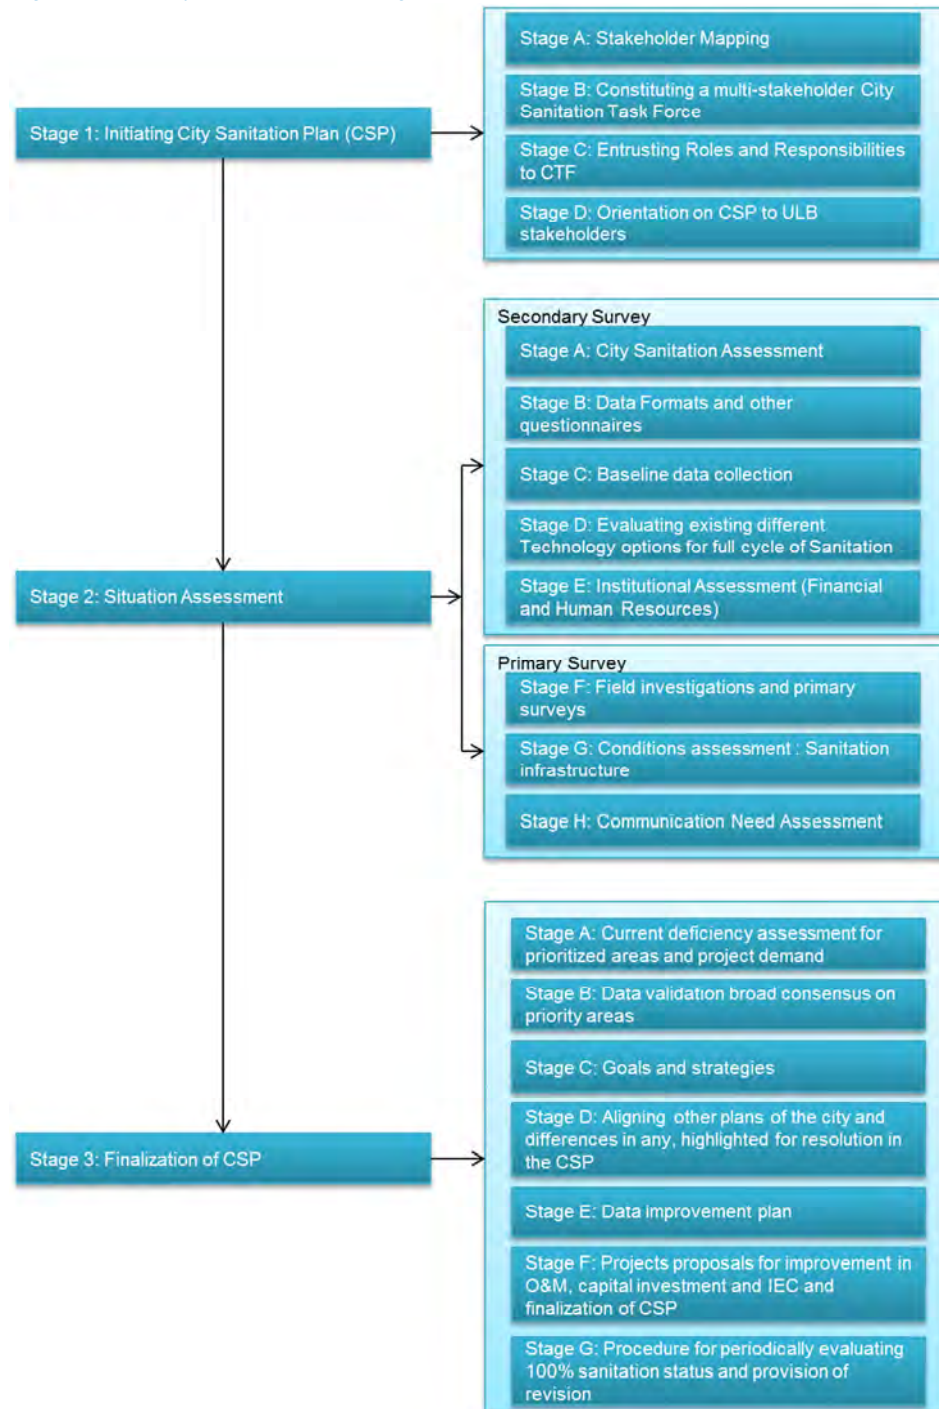 Stage 1: Initiating City Sanitation Plan (CSP)
Stage A: Stakeholder Mapping
Stage B: Constituting a multi-stakeholder City
Sanitation Task Force
Stage C: Entrusting Roles and Responsibilities
to CTF
Stage D: Orientation on CSP to ULB
stakeholders
Stage 2: Situation Assessment
Secondary Survey
Stage A: City Sanitation Assessment
Stage B: Data Formats and other
questionnaires
Stage C: Baseline data collection
Stage D: Evaluating existing different
Technology options for full cycle of Sanitation
Stage E: Institutional Assessment (Financial
and Human Resources)
Primary Survey
Stage F: Field investigations and primary
surveys
Stage G: Conditions assessment : Sanitation
infrastructure
Stage H: Communication Need Assessment
Stage 3: Finalization of CSP
Stage A: Current deficiency assessment for
prioritized areas and project demand
Stage B: Data validation broad consensus on
priority areas
Stage C: Goals and strategies
Stage D: Aligning other plans of the city and
differences in any, highlighted for resolution in
the CSP
Stage E: Data improvement plan
Stage F: Projects proposals for improvement in
O&M, capital investment and IEC and
finalization of CSP
Stage G: Procedure for periodically evaluating
100% sanitation status and provision of
revision